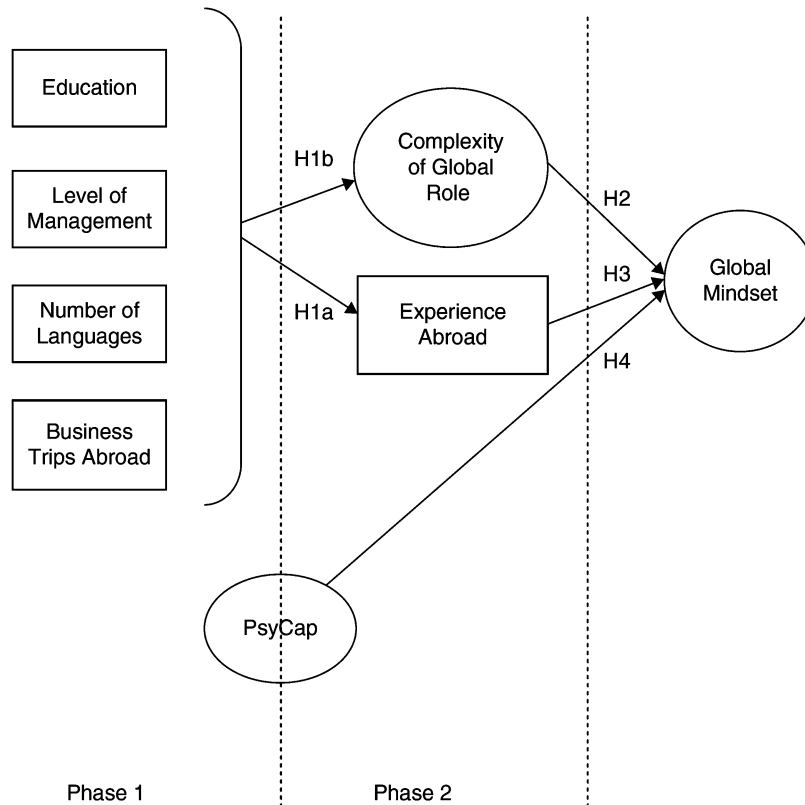 Education
Level of
Management
Number of
Languages
Business
Trips Abroad
H1b
H1a
Complexity
of Global
Role
Experience
Abroad
H2
H3
H4
Global
Mindset
PsyCap
Phase 1
Phase 2